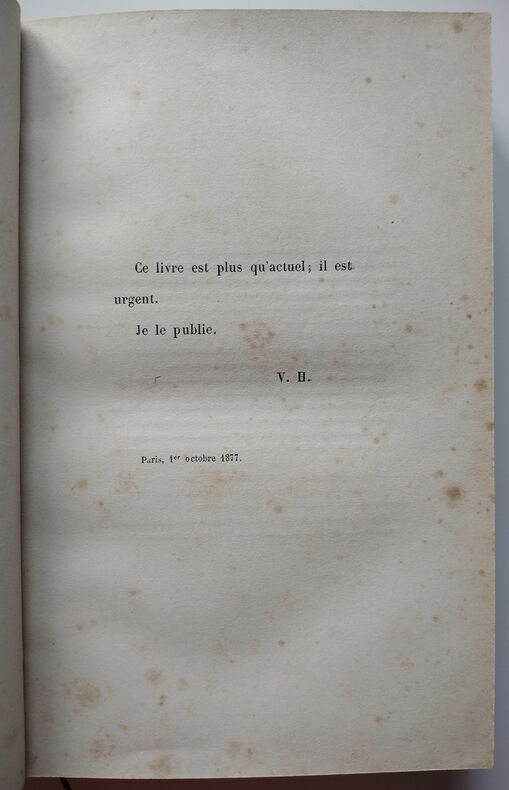 Ce livre est plus qu'actuel; il est
urgent.
Je le publie.
V. H.
Paris, 1er octobre 1877.